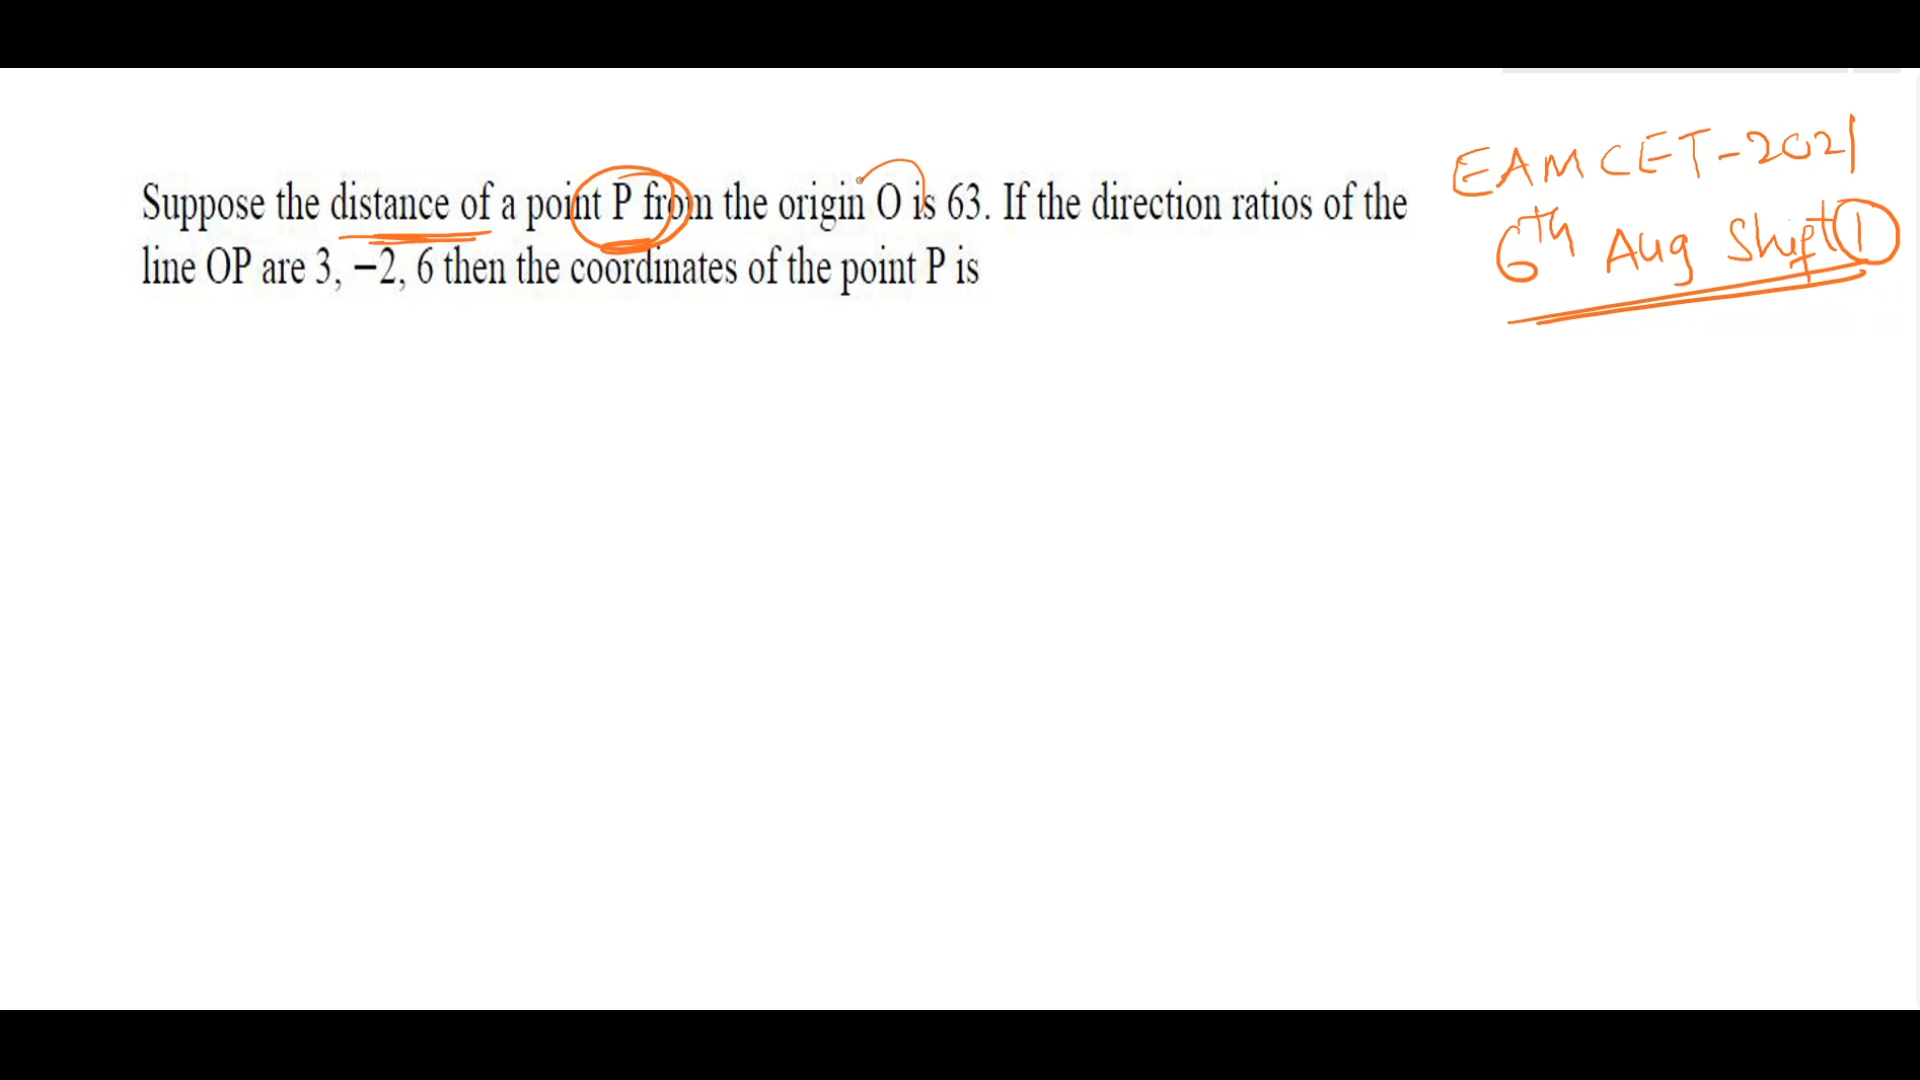 Suppose the distance of a point P from the origin O is 63. If the direction ratios of the
line OP are 3, −2, 6 then the coordinates of the point P is
EAMCET-2021
6th Aug Shift 1